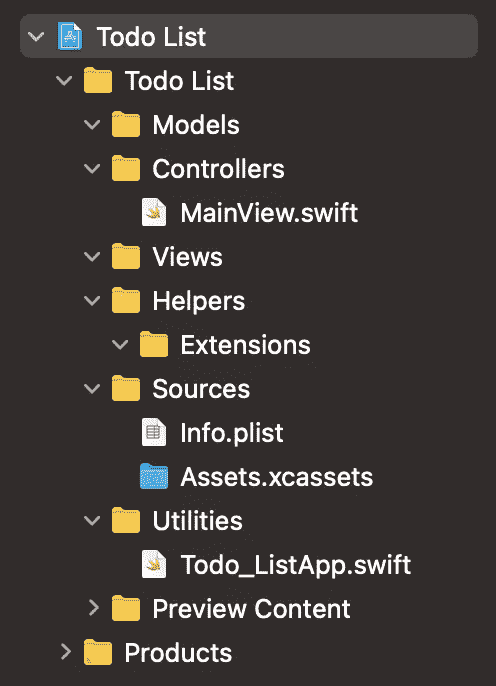 Todo List
Todo List
Models
Controllers
MainView.swift
Views
Helpers
Extensions
Sources
Info.plist
Assets.xcassets
Utilities
Todo_ListApp.swift
Preview Content
Products